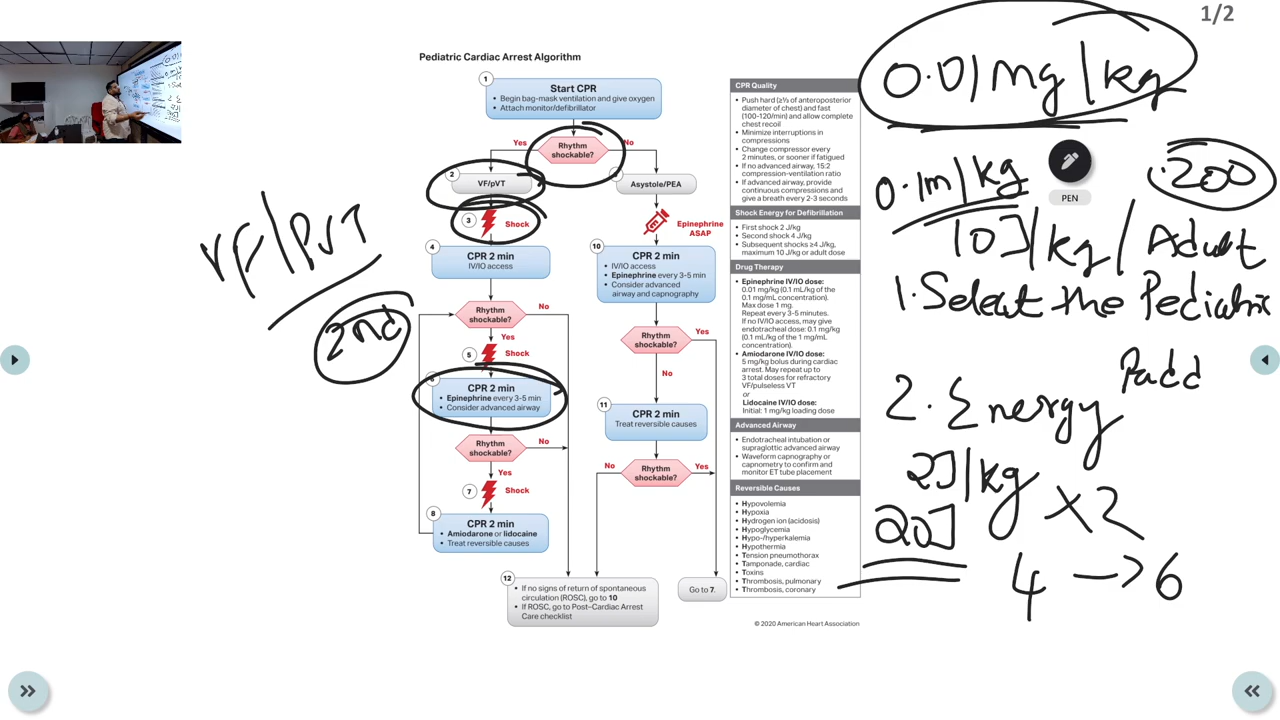 1/2
Pediatric Cardiac Arrest Algorithm
1
Start CPR
• Begin bag-mask ventilation and give oxygen
• Attach monitor/defibrillator
Yes
Rhythm
shockable?
No
2
VF/pVT
Asystole/PEA
3
Shock
Epinephrine
ASAP
4
CPR 2 min
IV/IO access
10
CPR 2 min
• IV/IO access
• Epinephrine every 3-5 min
• Consider advanced
airway and capnography
Rhythm
shockable?
No
Yes
5
Shock
Rhythm
shockable?
Yes
No
CPR 2 min
• Epinephrine every 3-5 min
• Consider advanced airway
11
CPR 2 min
Treat reversible causes
Rhythm
shockable?
No
Yes
7
Shock
No
Rhythm
shockable?
Yes
8
CPR 2 min
• Amiodarone or lidocaine
• Treat reversible causes
12
• If no signs of return of spontaneous
circulation (ROSC), go to 10
• If ROSC, go to Post–Cardiac Arrest
Care checklist
Go to 7.
CPR Quality
• Push hard (≥⅓ of anteroposterior
diameter of chest) and fast
(100-120/min) and allow complete
chest recoil
• Minimize interruptions in
compressions
• Change compressor every
2 minutes, or sooner if fatigued
• If no advanced airway, 15:2
compression-ventilation ratio
• If advanced airway, provide
continuous compressions and
give a breath every 2-3 seconds
Shock Energy for Defibrillation
• First shock 2 J/kg
• Second shock 4 J/kg
• Subsequent shocks ≥4 J/kg,
maximum 10 J/kg or adult dose
Drug Therapy
• Epinephrine IV/IO dose:
0.01 mg/kg (0.1 mL/kg of the
0.1 mg/mL concentration).
Max dose 1 mg.
Repeat every 3-5 minutes.
If no IV/IO access, may give
endotracheal dose: 0.1 mg/kg
(0.1 mL/kg of the 1 mg/mL
concentration).
• Amiodarone IV/IO dose:
5 mg/kg bolus during cardiac
arrest. May repeat up to
3 total doses for refractory
VF/pulseless VT
or
Lidocaine IV/IO dose:
Initial: 1 mg/kg loading dose
Advanced Airway
• Endotracheal intubation or
supraglottic advanced airway
• Waveform capnography or
capnometry to confirm and
monitor ET tube placement
Reversible Causes
• Hypovolemia
• Hypoxia
• Hydrogen ion (acidosis)
• Hypoglycemia
• Hypo-/hyperkalemia
• Hypothermia
• Tension pneumothorax
• Tamponade, cardiac
• Toxins
• Thrombosis, pulmonary
• Thrombosis, coronary
© 2020 American Heart Association
VF/PVT
2nd
0.01 mg/kg
0.1m/kg
PEN
200
10J/kg/Adult
1. Select the Pediatric
Padd
2. Energy
2J/kg x2
20J
4 -> 6